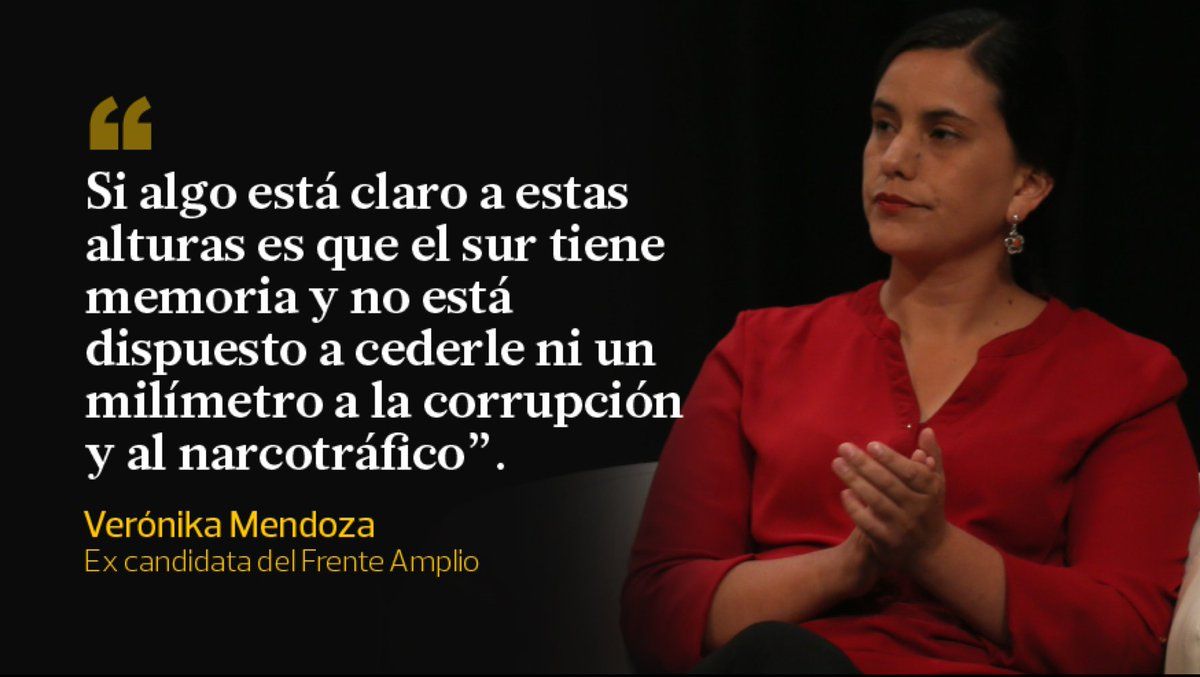 “
Si algo está claro a estas
alturas es que el sur tiene
memoria y no está
dispuesto a cederle ni un
milímetro a la corrupción
y al narcotráfico”.
Verónika Mendoza
Ex candidata del Frente Amplio